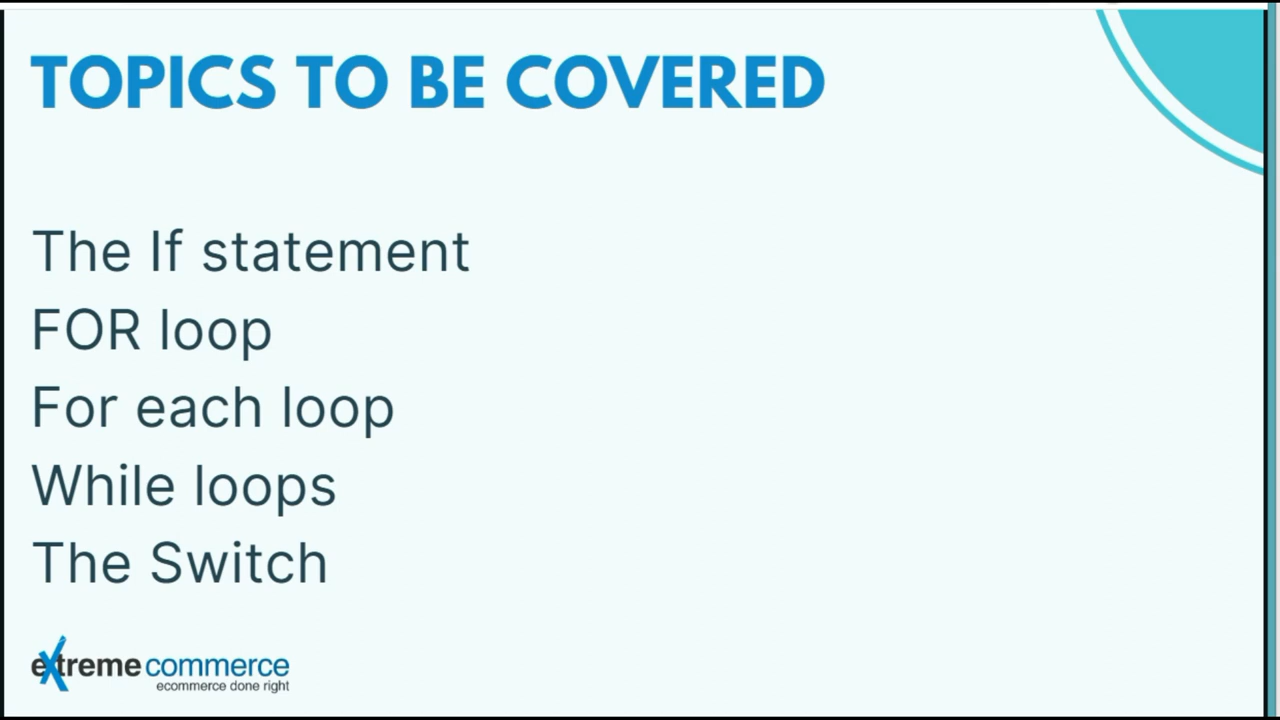 TOPICS TO BE COVERED
The If statement
FOR loop
For each loop
While loops
The Switch
extreme commerce
ecommerce done right